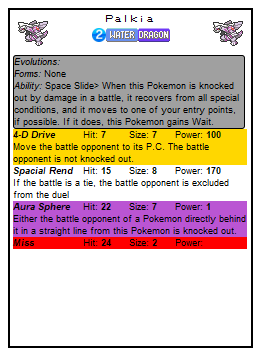 Palkia
2 WATER DRAGON
Evolutions:
Forms: None
Ability: Space Slide> When this Pokemon is knocked
out by damage in a battle, it recovers from all special
conditions, and it moves to one of your entry points,
if possible. If it does, this Pokemon gains Wait.
4-D Drive Hit: 7 Size: 7 Power: 100
Move the battle opponent to its P.C. The battle
opponent is not knocked out.
Spacial Rend Hit: 15 Size: 8 Power: 170
If the battle is a tie, the battle opponent is excluded
from the duel
Aura Sphere Hit: 22 Size: 7 Power: 1
Either the battle opponent of a Pokemon directly behind
it in a straight line from this Pokemon is knocked out.
Miss Hit: 24 Size: 2 Power: